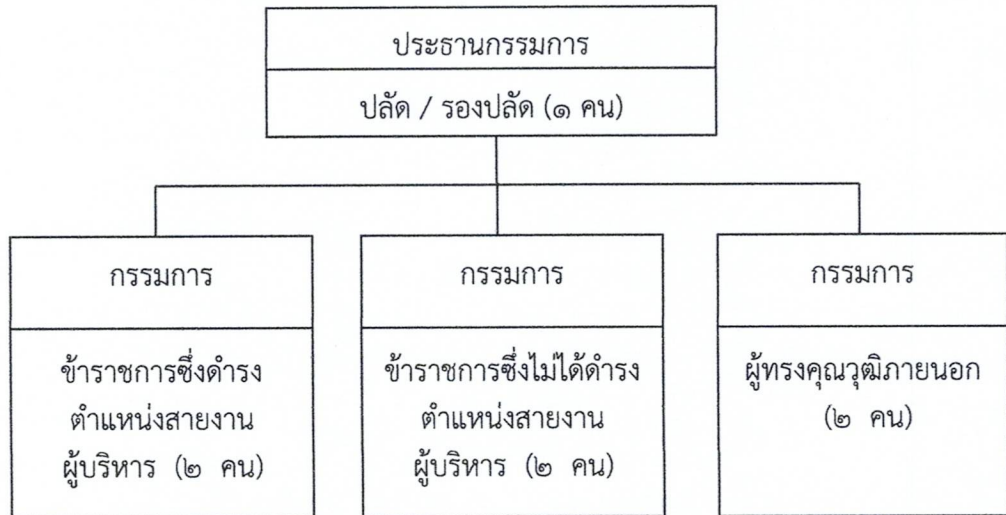 ประธานกรรมการ
ปลัด / รองปลัด (๑ คน)
กรรมการ
ข้าราชการซึ่งดำรง
ตำแหน่งสายงาน
ผู้บริหาร (๒ คน)
กรรมการ
ข้าราชการซึ่งไม่ได้ดำรง
ตำแหน่งสายงาน
ผู้บริหาร (๒ คน)
กรรมการ
ผู้ทรงคุณวุฒิภายนอก
(๒ คน)